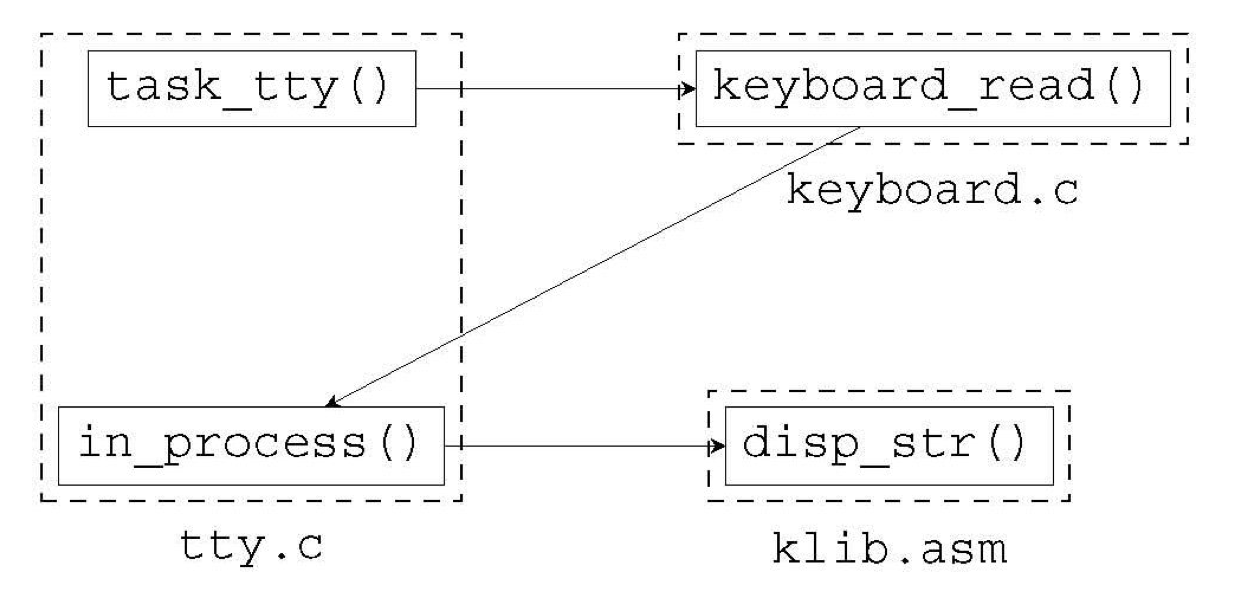 task_tty()
keyboard_read()
keyboard.c
in_process()
disp_str()
tty.c
klib.asm